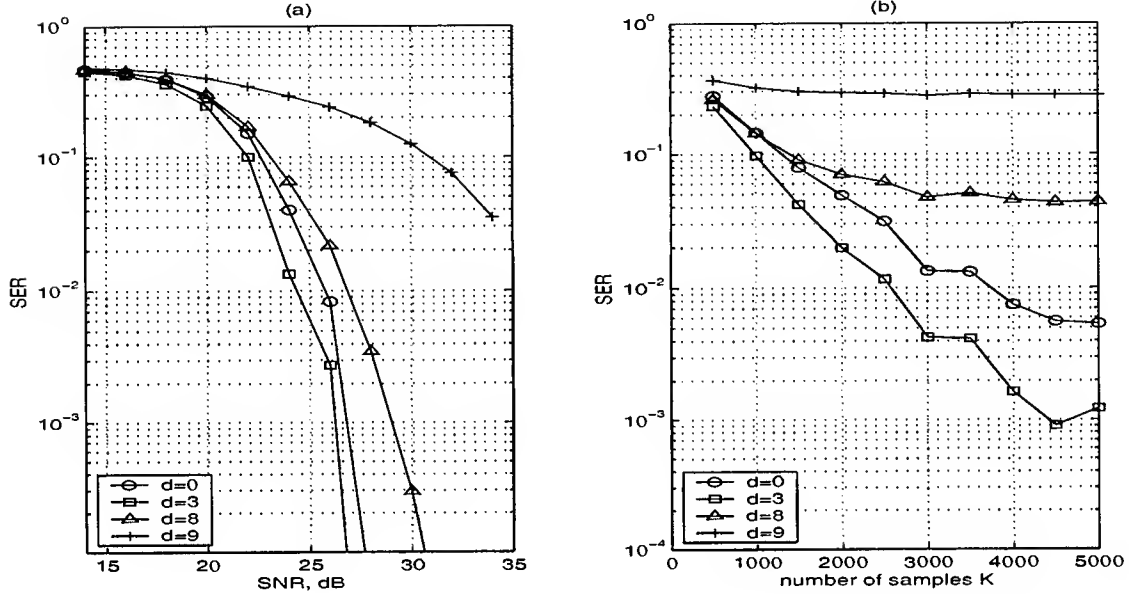 (a)
10^0
10^-1
10^-2
10^-3
SER
15
20
25
30
35
SNR, dB
d=0
d=3
d=8
d=9
(b)
10^0
10^-1
10^-2
10^-3
10^-4
SER
0
1000
2000
3000
4000
5000
number of samples K
d=0
d=3
d=8
d=9